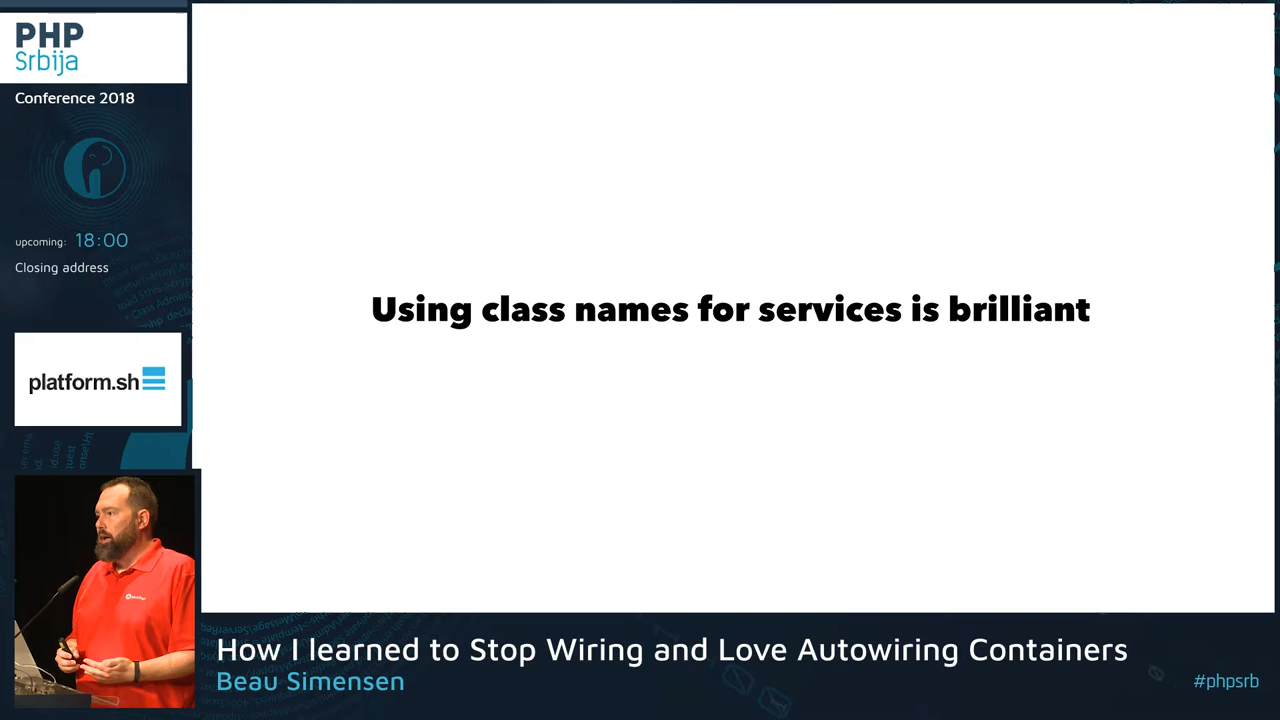 PHP
Srbija
Conference 2018
upcoming: 18:00
Closing address
platform.sh
Using class names for services is brilliant
How I learned to Stop Wiring and Love Autowiring Containers
Beau Simensen
#phpsrb